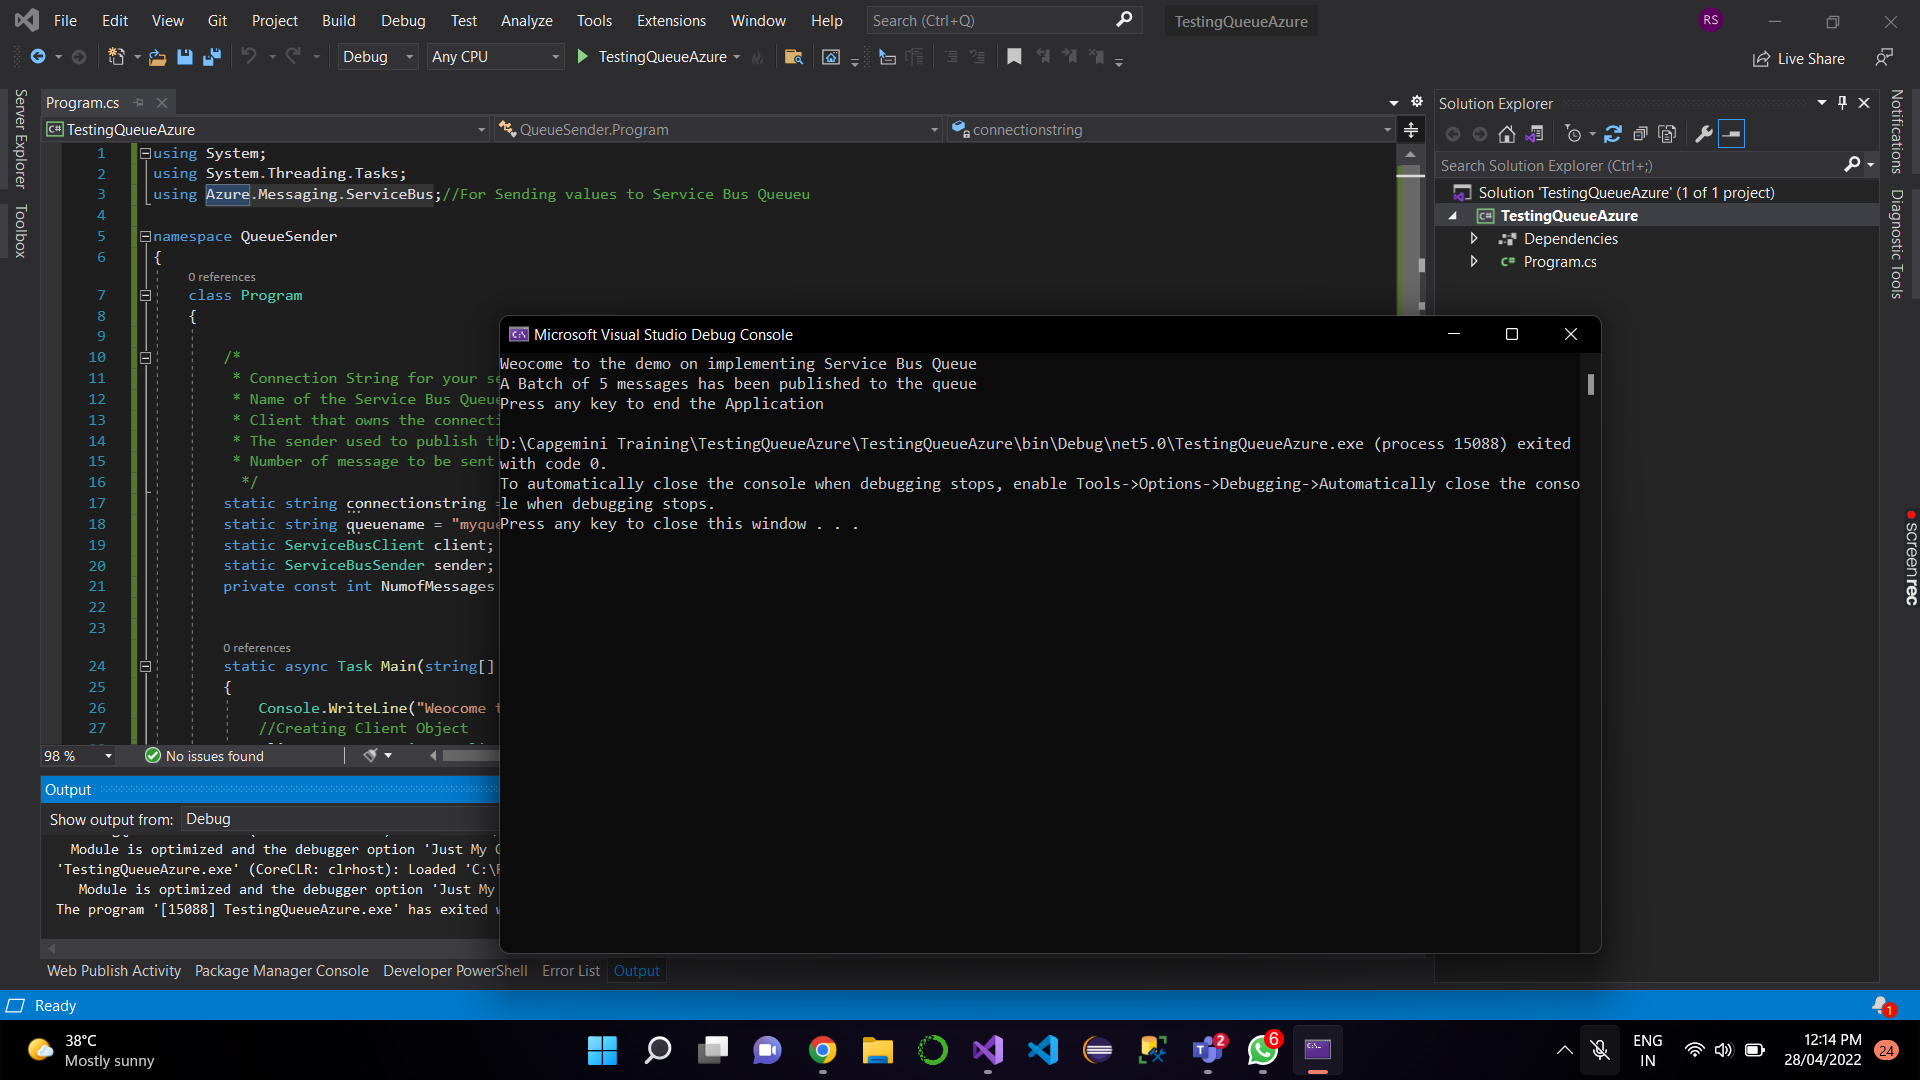 File Edit View Git Project Build Debug Test Analyze Tools Extensions Window Help Search (Ctrl+Q) TestingQueueAzure RS
Debug Any CPU TestingQueueAzure Live Share
Server Explorer
Toolbox
Program.cs
TestingQueueAzure QueueSender.Program connectionstring
1 using System;
2 using System.Threading.Tasks;
3 using Azure.Messaging.ServiceBus;//For Sending values to Service Bus Queueu
4
5 namespace QueueSender
6 {
0 references
7 class Program
8 {
9
10 /*
11 * Connection String for your se
12 * Name of the Service Bus Queue
13 * Client that owns the connecti
14 * The sender used to publish th
15 * Number of message to be sent
16 */
17 static string connectionstring =
18 static string queuename = "myque
19 static ServiceBusClient client;
20 static ServiceBusSender sender;
21 private const int NumofMessages
22
23
0 references
24 static async Task Main(string[]
25 {
26 Console.WriteLine("Weocome t
27 //Creating Client Object
98 % No issues found
Output
Show output from: Debug
Module is optimized and the debugger option 'Just My C
'TestingQueueAzure.exe' (CoreCLR: clrhost): Loaded 'C:\P
Module is optimized and the debugger option 'Just My
The program '[15088] TestingQueueAzure.exe' has exited w
Web Publish Activity Package Manager Console Developer PowerShell Error List Output
Ready
Microsoft Visual Studio Debug Console
Weocome to the demo on implementing Service Bus Queue
A Batch of 5 messages has been published to the queue
Press any key to end the Application
D:\Capgemini Training\TestingQueueAzure\TestingQueueAzure\bin\Debug\net5.0\TestingQueueAzure.exe (process 15088) exited
with code 0.
To automatically close the console when debugging stops, enable Tools->Options->Debugging->Automatically close the conso
le when debugging stops.
Press any key to close this window . . .
Solution Explorer
Search Solution Explorer (Ctrl+;)
Solution 'TestingQueueAzure' (1 of 1 project)
TestingQueueAzure
Dependencies
Program.cs
Notifications
Diagnostic Tools
screenrec
1
38°C
Mostly sunny
2
6
ENG
IN
12:14 PM
28/04/2022
24